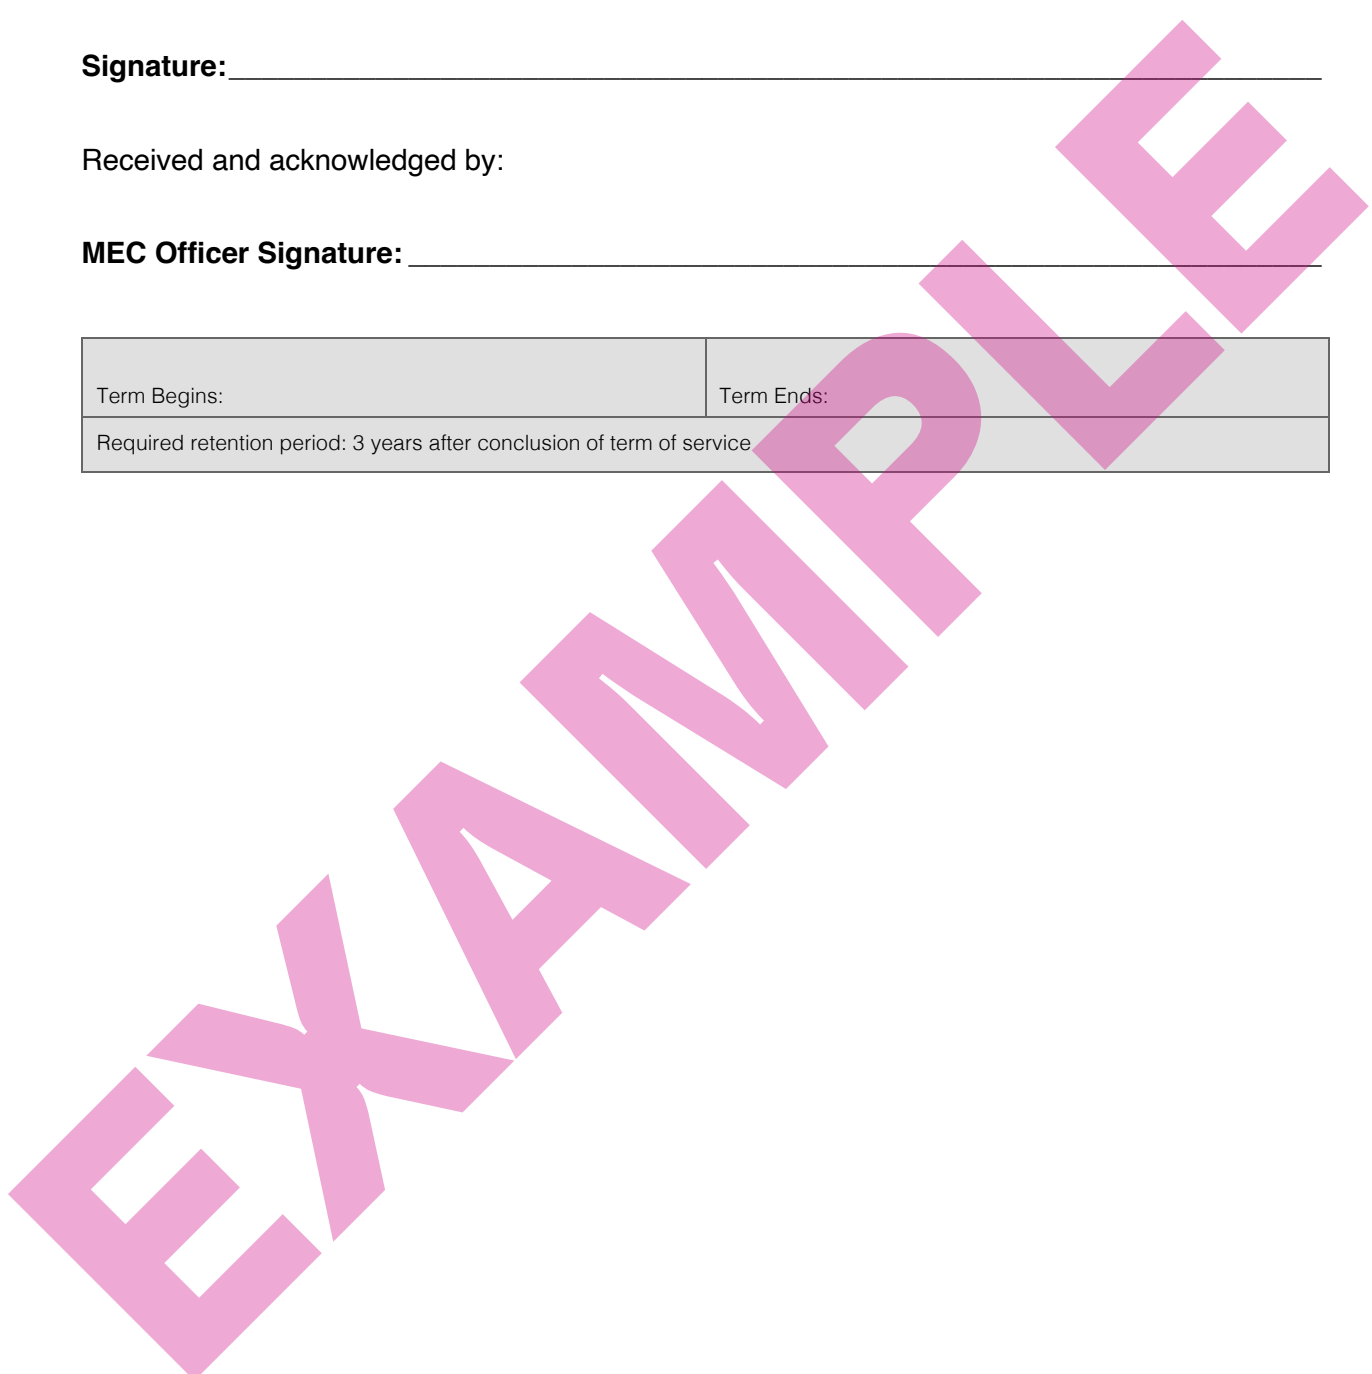 Signature:
Received and acknowledged by:
MEC Officer Signature:
Term Begins:
Term Ends:
Required retention period: 3 years after conclusion of term of service
EXAMPLE